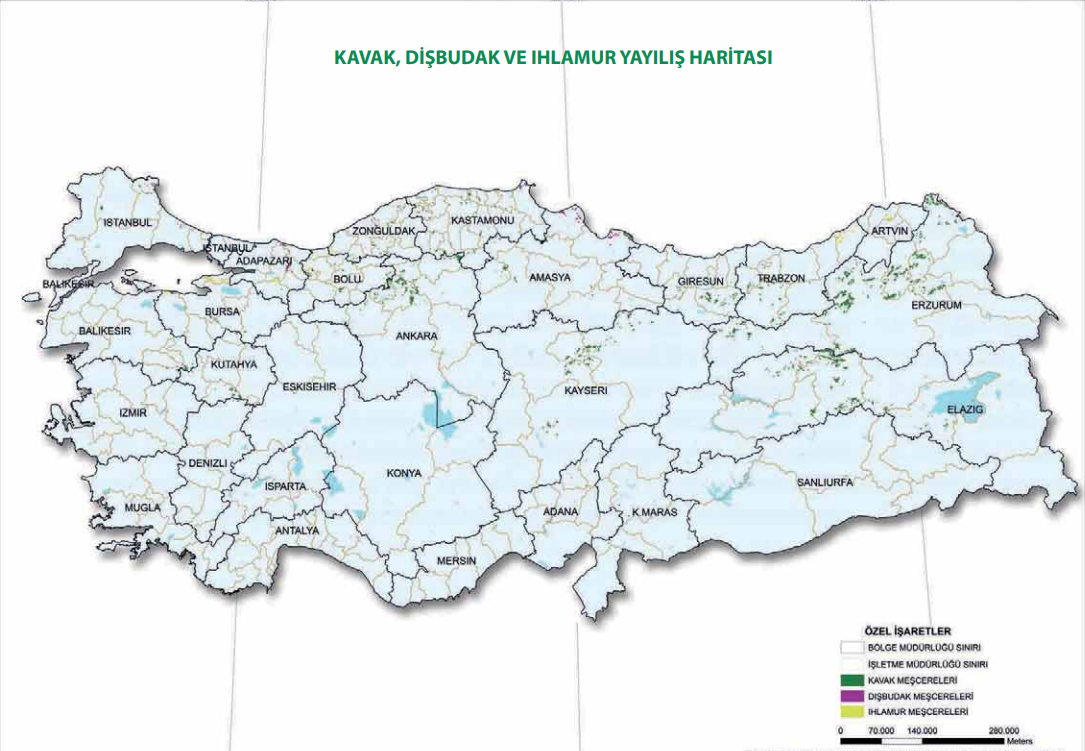 KAVAK, DİŞBUDAK VE IHLAMUR YAYILIŞ HARİTASI
ISTANBUL
ZONGULDAK
KASTAMONU
ARTVIN
ISTANBUL
ADAPAZARI
BOLU
AMASYA
GIRESUN
TRABZON
BALIKESIR
BURSA
ERZURUM
BALIKESIR
ANKARA
KUTAHYA
ESKISEHIR
KAYSERI
IZMIR
ELAZIG
DENIZLI
KONYA
ISPARTA
SANLIURFA
MUGLA
ADANA
K.MARAS
ANTALYA
MERSIN
ÖZEL İŞARETLER
BÖLGE MÜDÜRLÜĞÜ SINIRI
İŞLETME MÜDÜRLÜĞÜ SINIRI
KAVAK MEŞCERELERİ
DIŞBUDAK MEŞCERELERİ
IHLAMUR MEŞCERELERİ
0 70.000 140.000 280.000
Meters